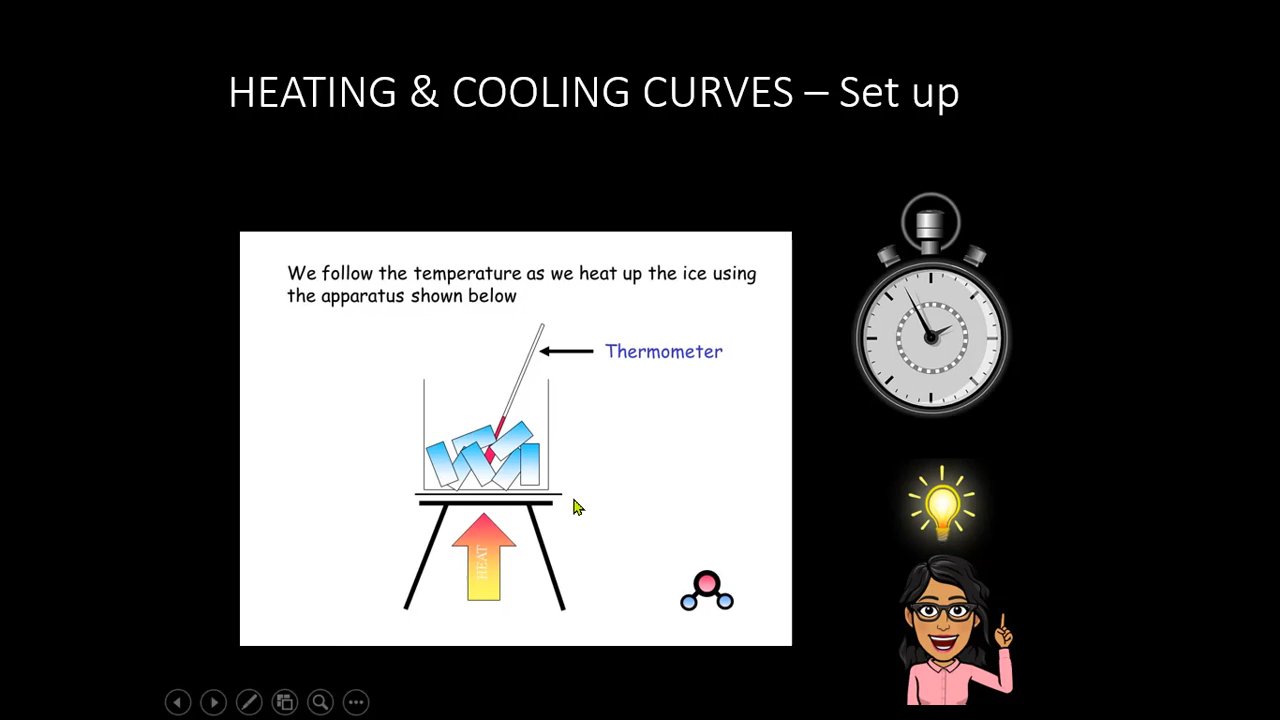 HEATING & COOLING CURVES – Set up
We follow the temperature as we heat up the ice using
the apparatus shown below
Thermometer
HEAT